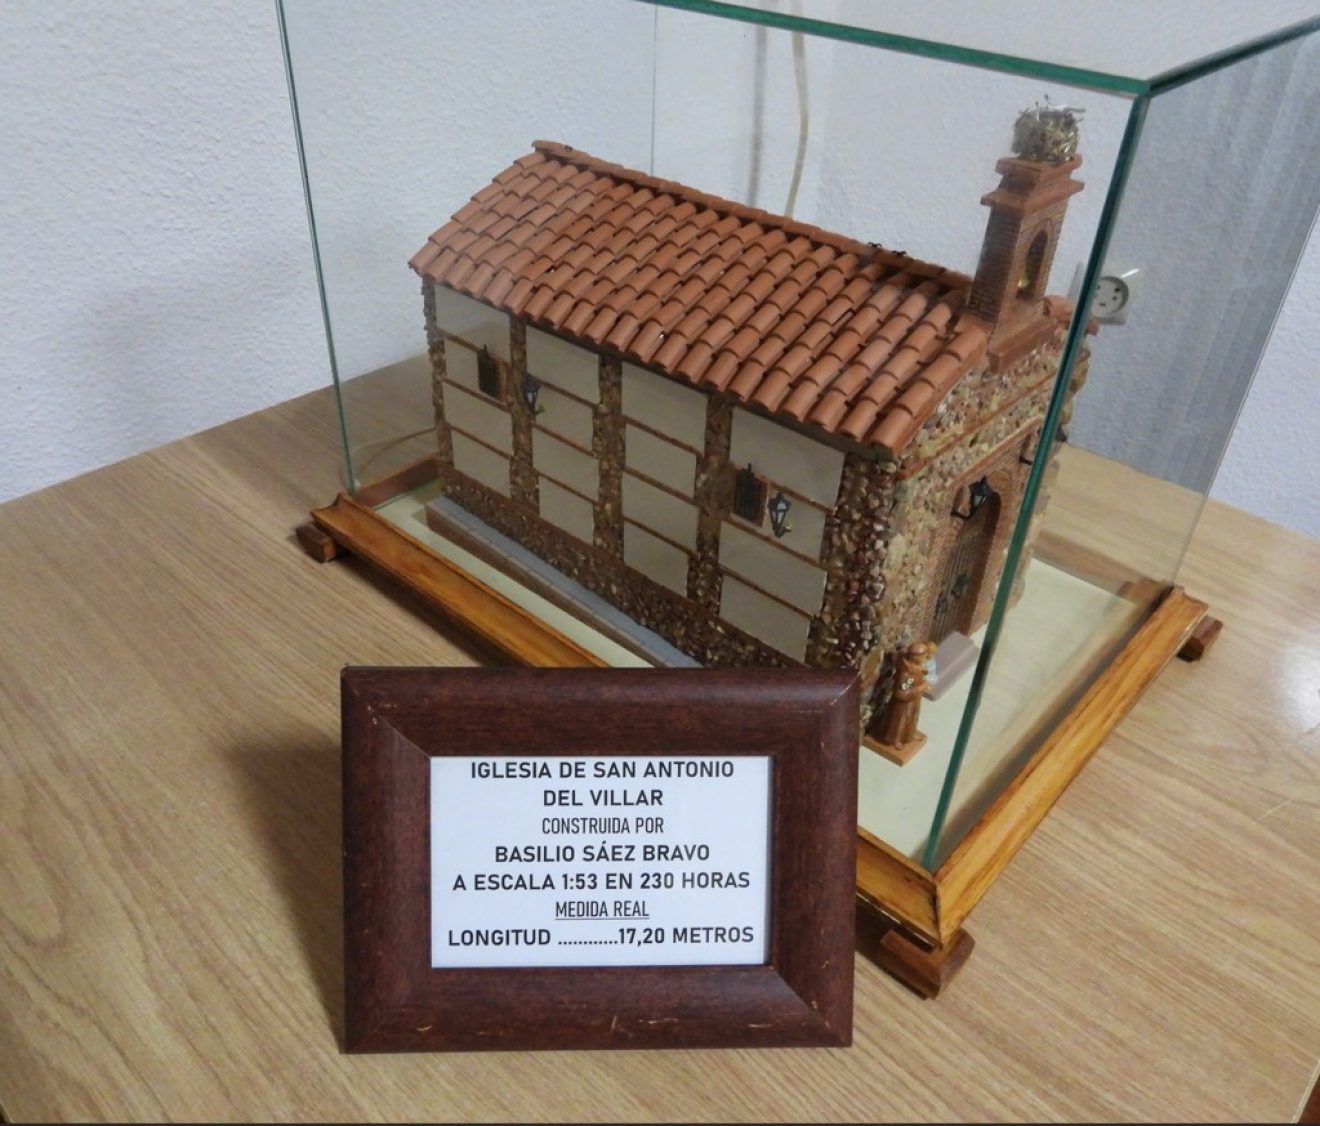 IGLESIA DE SAN ANTONIO
DEL VILLAR
CONSTRUIDA POR
BASILIO SÁEZ BRAVO
A ESCALA 1:53 EN 230 HORAS
MEDIDA REAL
LONGITUD ............17,20 METROS